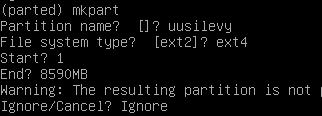 (parted) mkpart
Partition name?  []? uusilevy
File system type?  [ext2]? ext4
Start? 1
End? 8590MB
Warning: The resulting partition is not
Ignore/Cancel? Ignore